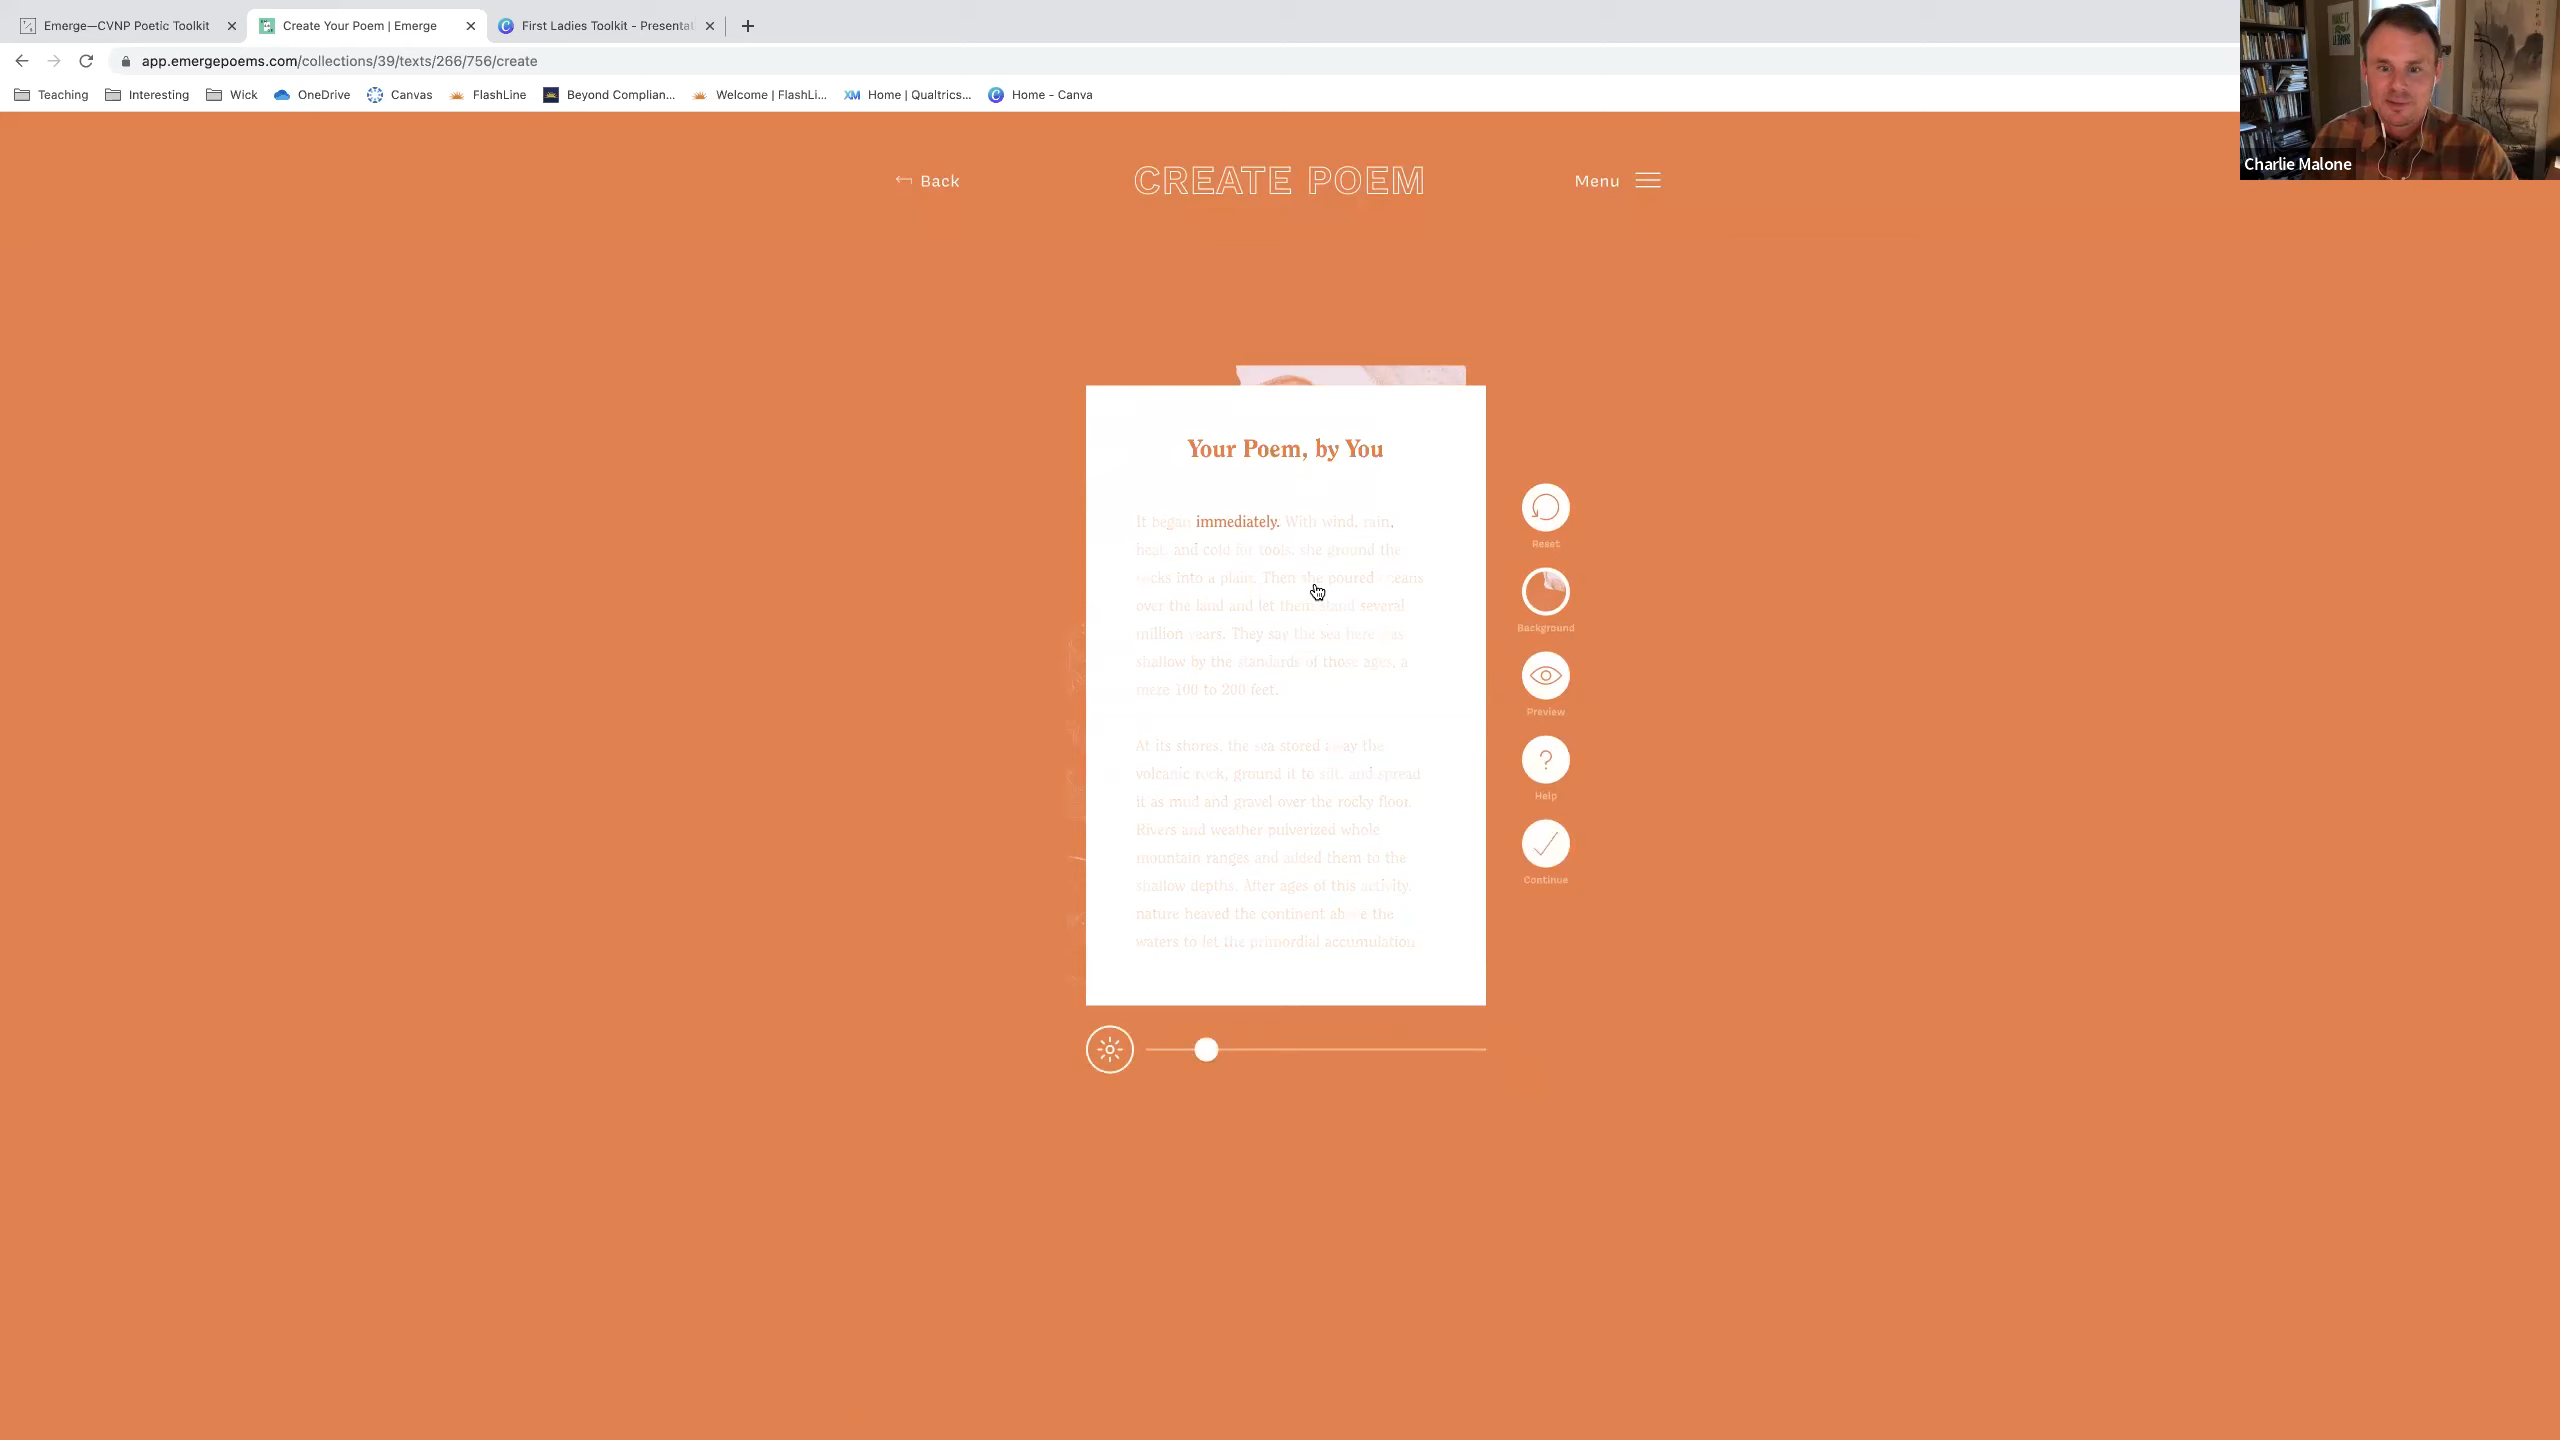 Emerge—CVNP Poetic Toolkit
Create Your Poem | Emerge
First Ladies Toolkit - Presentat
app.emergepoems.com/collections/39/texts/266/756/create
Teaching
Interesting
Wick
OneDrive
Canvas
FlashLine
Beyond Complian...
Welcome | FlashLi...
Home | Qualtrics...
Home - Canva
Charlie Malone
Back
CREATE POEM
Menu
Your Poem, by You
It began immediately. With wind, rain,
heat, and cold for tools, she ground the
rocks into a plain. Then she poured oceans
over the land and let them stand several
million years. They say the sea here was
shallow by the standards of those ages, a
mere 100 to 200 feet.
At its shores, the sea stored away the
volcanic rock, ground it to silt, and spread
it as mud and gravel over the rocky floor.
Rivers and weather pulverized whole
mountain ranges and added them to the
shallow depths. After ages of this activity,
nature heaved the continent above the
waters to let the primordial accumulation
Reset
Background
Preview
Help
Continue